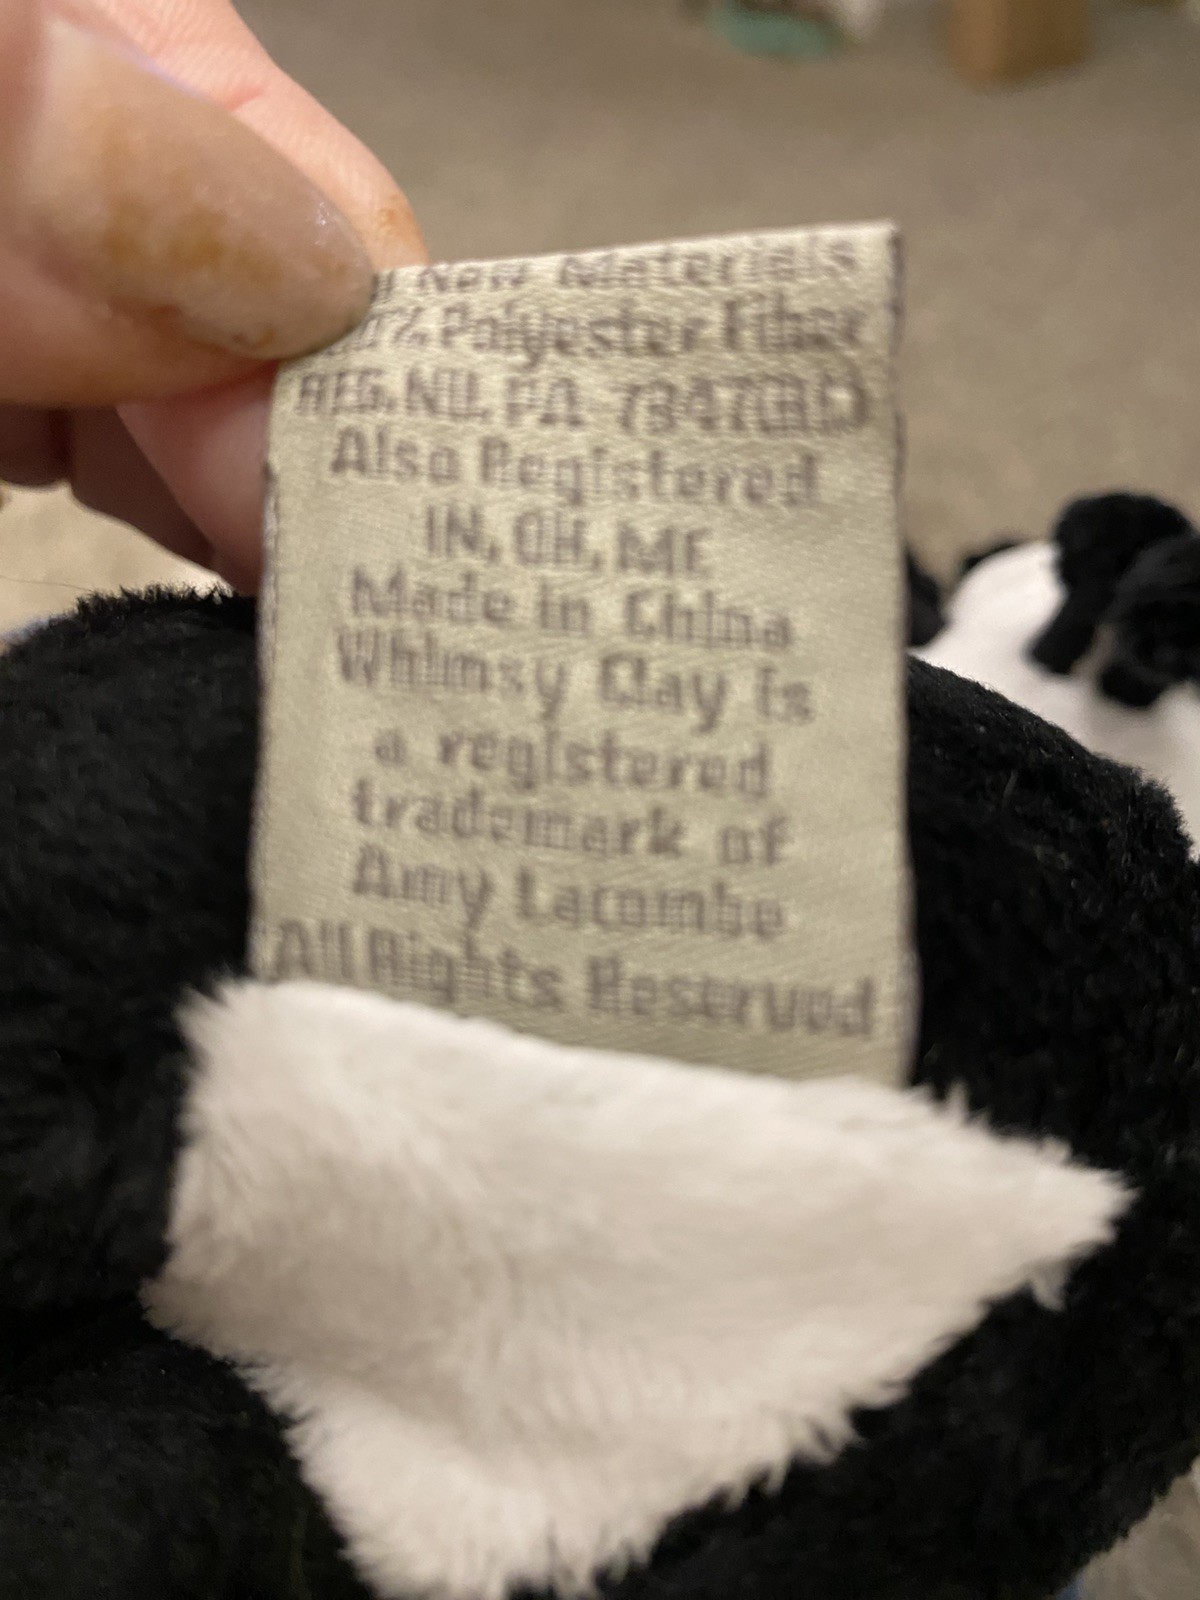 New Materials
% Polyester Fiber
REG. NO. PA
Also Registered
IN, OH, ME
Made in China
Whimsy Clay is
a registered
trademark of
Amy Lacombe
All Rights Reserved